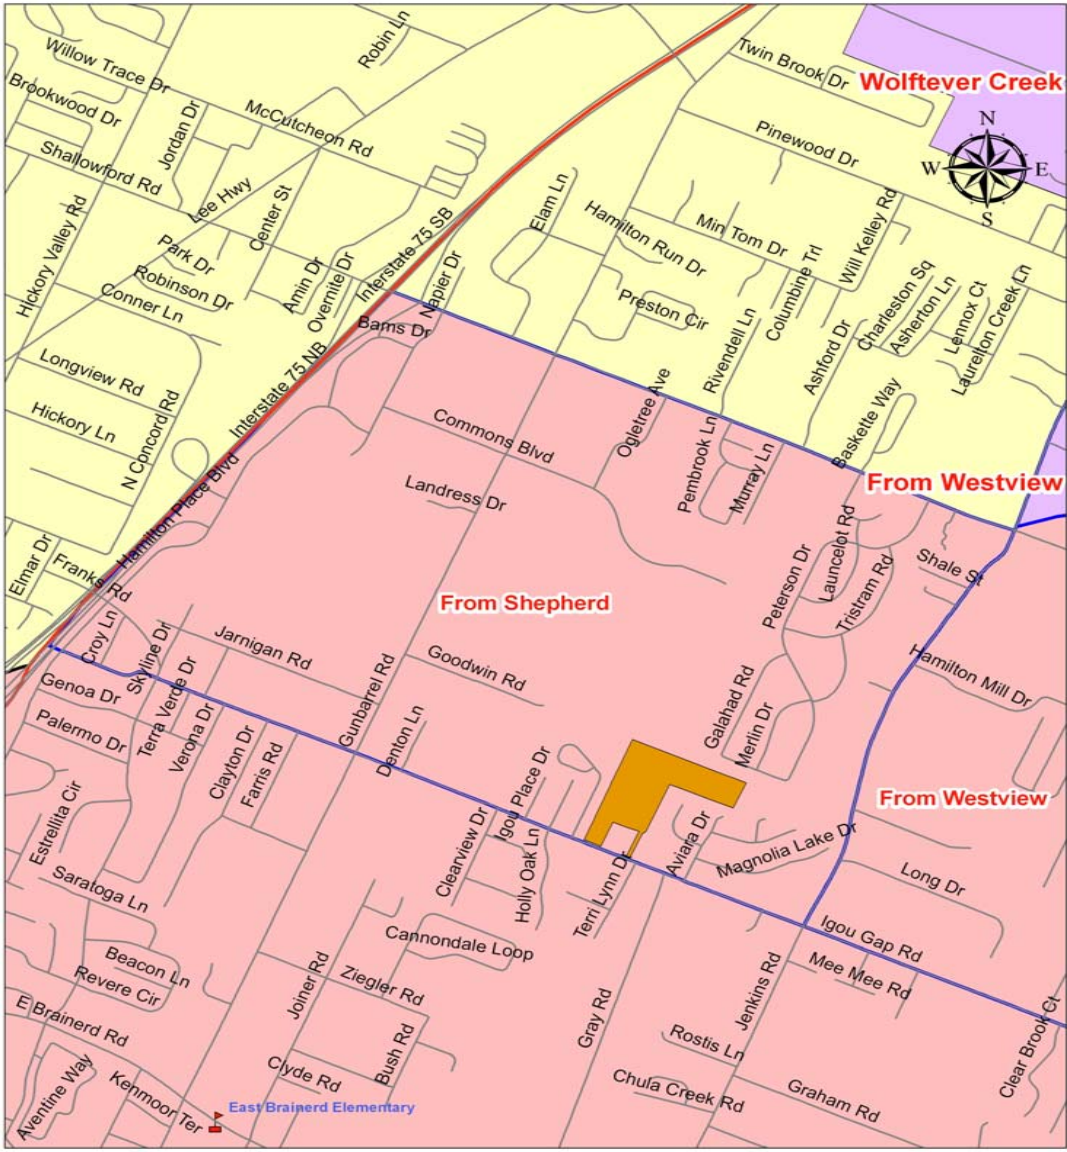 Robin Ln
Willow Trace Dr
Twin Brook Dr
Wolftever Creek
Brookwood Dr
Jordan Dr
McCutcheon Rd
Pinewood Dr
N
W
E
S
Shallowford Rd
Lee Hwy
Center St
Elam Ln
Hamilton Run Dr
Min Tom Dr
Will Kelley Rd
Hickory Valley Rd
Park Dr
Robinson Dr
Conner Ln
Amin Dr
Overnite Dr
Interstate 75 SB
Napier Dr
Preston Cir
Columbine Trl
Charleston Sq
Asherton Ln
Lennox Ct
Laurelton Creek Ln
Bams Dr
Rivendell Ln
Ashford Dr
Longview Rd
Interstate 75 NB
Hickory Ln
N Concord Rd
Commons Blvd
Ogletree Ave
Baskette Way
Pembrook Ln
Murray Ln
From Westview
Hamilton Place Blvd
Landress Dr
Launcelot Rd
Elmar Dr
Franks Rd
Peterson Dr
Tristram Rd
Shale St
From Shepherd
Croy Ln
Skyline Dr
Jarnigan Rd
Goodwin Rd
Hamilton Mill Dr
Genoa Dr
Terra Verde Dr
Verona Dr
Gunbarrel Rd
Denton Ln
Galahad Rd
Merlin Dr
Palermo Dr
Clayton Dr
Farris Rd
Igou Place Dr
From Westview
Estrellita Cir
Clearview Dr
Holly Oak Ln
Aviara Dr
Magnolia Lake Dr
Terri Lynn Dr
Long Dr
Saratoga Ln
Igou Gap Rd
Cannondale Loop
Beacon Ln
Revere Cir
Joiner Rd
Ziegler Rd
Mee Mee Rd
Jenkins Rd
E Brainerd Rd
Gray Rd
Bush Rd
Rostis Ln
Clear Brook Ct
Aventine Way
Kenmoor Ter
Clyde Rd
Chula Creek Rd
Graham Rd
East Brainerd Elementary